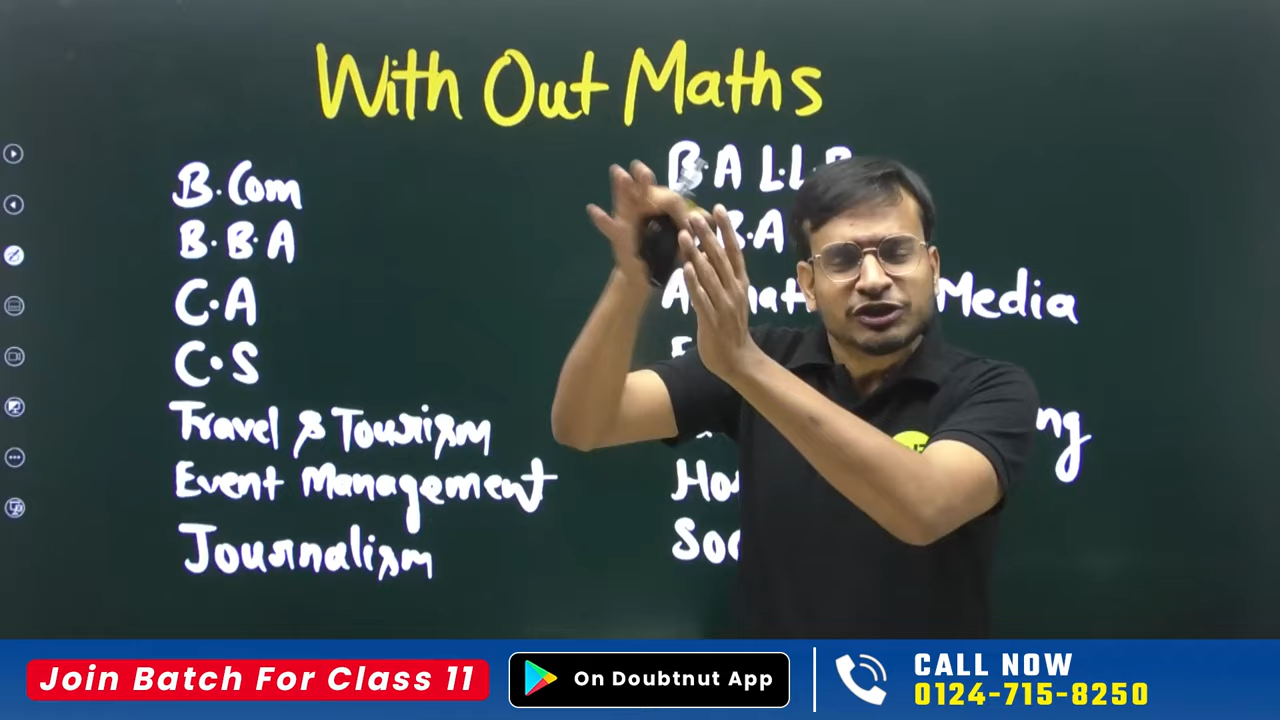 With Out Maths
B.Com
B.B.A
C.A
C.S
Travel & Tourism
Event Management
Journalism
B.A L.L.B
Media
Join Batch For Class 11
On Doubtnut App
CALL NOW
0124-715-8250